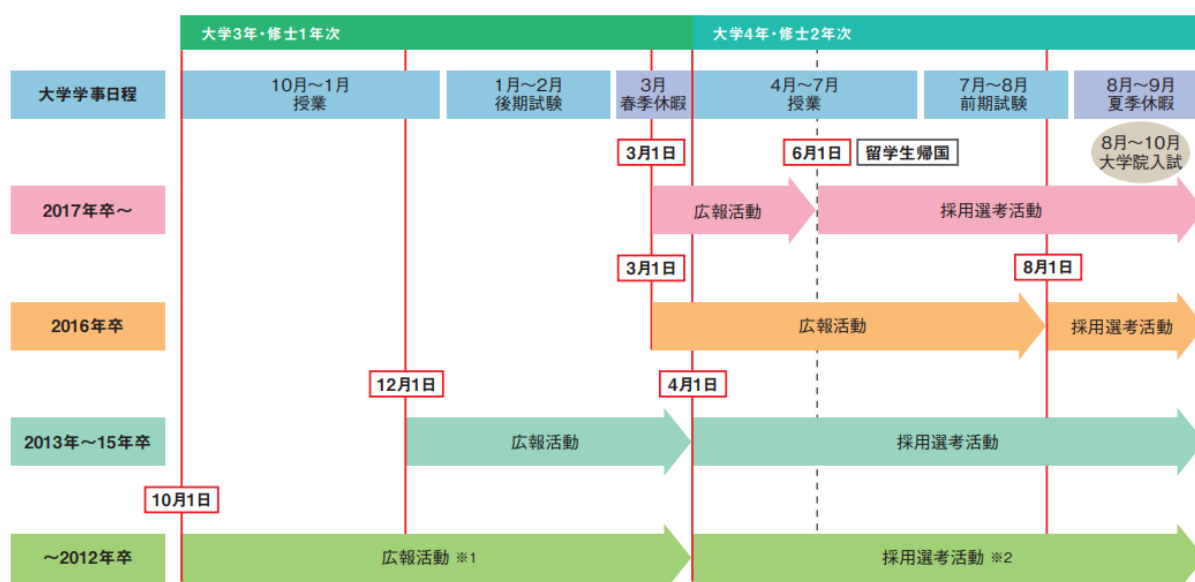 大学3年・修士1年次
大学4年・修士2年次
大学学事日程
10月～1月
授業
1月～2月
後期試験
3月
春季休暇
4月～7月
授業
7月～8月
前期試験
8月～9月
夏季休暇
3月1日
6月1日
留学生帰国
8月～10月
大学院入試
2017年卒～
広報活動
採用選考活動
3月1日
8月1日
2016年卒
広報活動
採用選考活動
12月1日
4月1日
2013年～15年卒
広報活動
採用選考活動
10月1日
～2012年卒
広報活動 ※1
採用選考活動 ※2